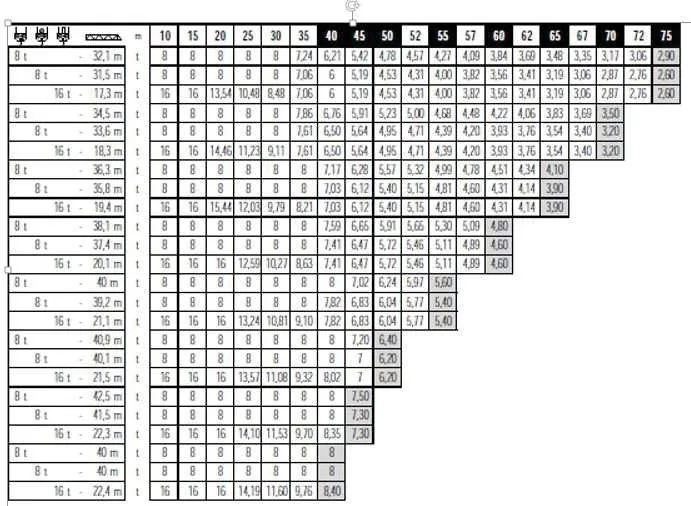 m 10 15 20 25 30 35 40 45 50 52 55 57 60 62 65 67 70 72 75
8 t - 32,1 m t 8 8 8 8 8 7,24 6,21 5,42 4,78 4,57 4,27 4,09 3,84 3,69 3,48 3,35 3,17 3,06 2,90
8 t - 31,5 m t 8 8 8 8 8 7,06 6 5,19 4,53 4,31 4,00 3,82 3,56 3,41 3,19 3,06 2,87 2,76 2,60
16 t - 17,3 m t 16 16 13,54 10,48 8,48 7,06 6 5,19 4,53 4,31 4,00 3,82 3,56 3,41 3,19 3,06 2,87 2,76 2,60
8 t - 34,5 m t 8 8 8 8 8 7,86 6,76 5,91 5,23 5,00 4,68 4,48 4,22 4,06 3,83 3,69 3,50
8 t - 33,6 m t 8 8 8 8 8 7,61 6,50 5,64 4,95 4,71 4,39 4,20 3,93 3,76 3,54 3,40 3,20
16 t - 18,3 m t 16 16 14,46 11,23 9,11 7,61 6,50 5,64 4,95 4,71 4,39 4,20 3,93 3,76 3,54 3,40 3,20
8 t - 36,3 m t 8 8 8 8 8 8 7,17 6,28 5,57 5,32 4,99 4,78 4,51 4,34 4,10
8 t - 35,8 m t 8 8 8 8 8 8 7,03 6,12 5,40 5,15 4,81 4,60 4,31 4,14 3,90
16 t - 19,4 m t 16 16 15,44 12,03 9,79 8,21 7,03 6,12 5,40 5,15 4,81 4,60 4,31 4,14 3,90
8 t - 38,1 m t 8 8 8 8 8 8 7,59 6,65 5,91 5,65 5,30 5,09 4,80
8 t - 37,4 m t 8 8 8 8 8 8 7,41 6,47 5,72 5,46 5,11 4,89 4,60
16 t - 20,1 m t 16 16 16 12,59 10,27 8,63 7,41 6,47 5,72 5,46 5,11 4,89 4,60
8 t - 40 m t 8 8 8 8 8 8 8 7,02 6,24 5,97 5,60
8 t - 39,2 m t 8 8 8 8 8 8 7,82 6,83 6,04 5,77 5,40
16 t - 21,1 m t 16 16 16 13,24 10,81 9,10 7,82 6,83 6,04 5,77 5,40
8 t - 40,9 m t 8 8 8 8 8 8 8 7,20 6,40
8 t - 40,1 m t 8 8 8 8 8 8 8 7 6,20
16 t - 21,5 m t 16 16 16 13,57 11,08 9,32 8,02 7 6,20
8 t - 42,5 m t 8 8 8 8 8 8 8 7,50
8 t - 41,5 m t 8 8 8 8 8 8 8 7,30
16 t - 22,3 m t 16 16 16 14,10 11,53 9,70 8,35 7,30
8 t - 40 m t 8 8 8 8 8 8 8
8 t - 40 m t 8 8 8 8 8 8 8
16 t - 22,4 m t 16 16 16 14,19 11,60 9,76 8,40